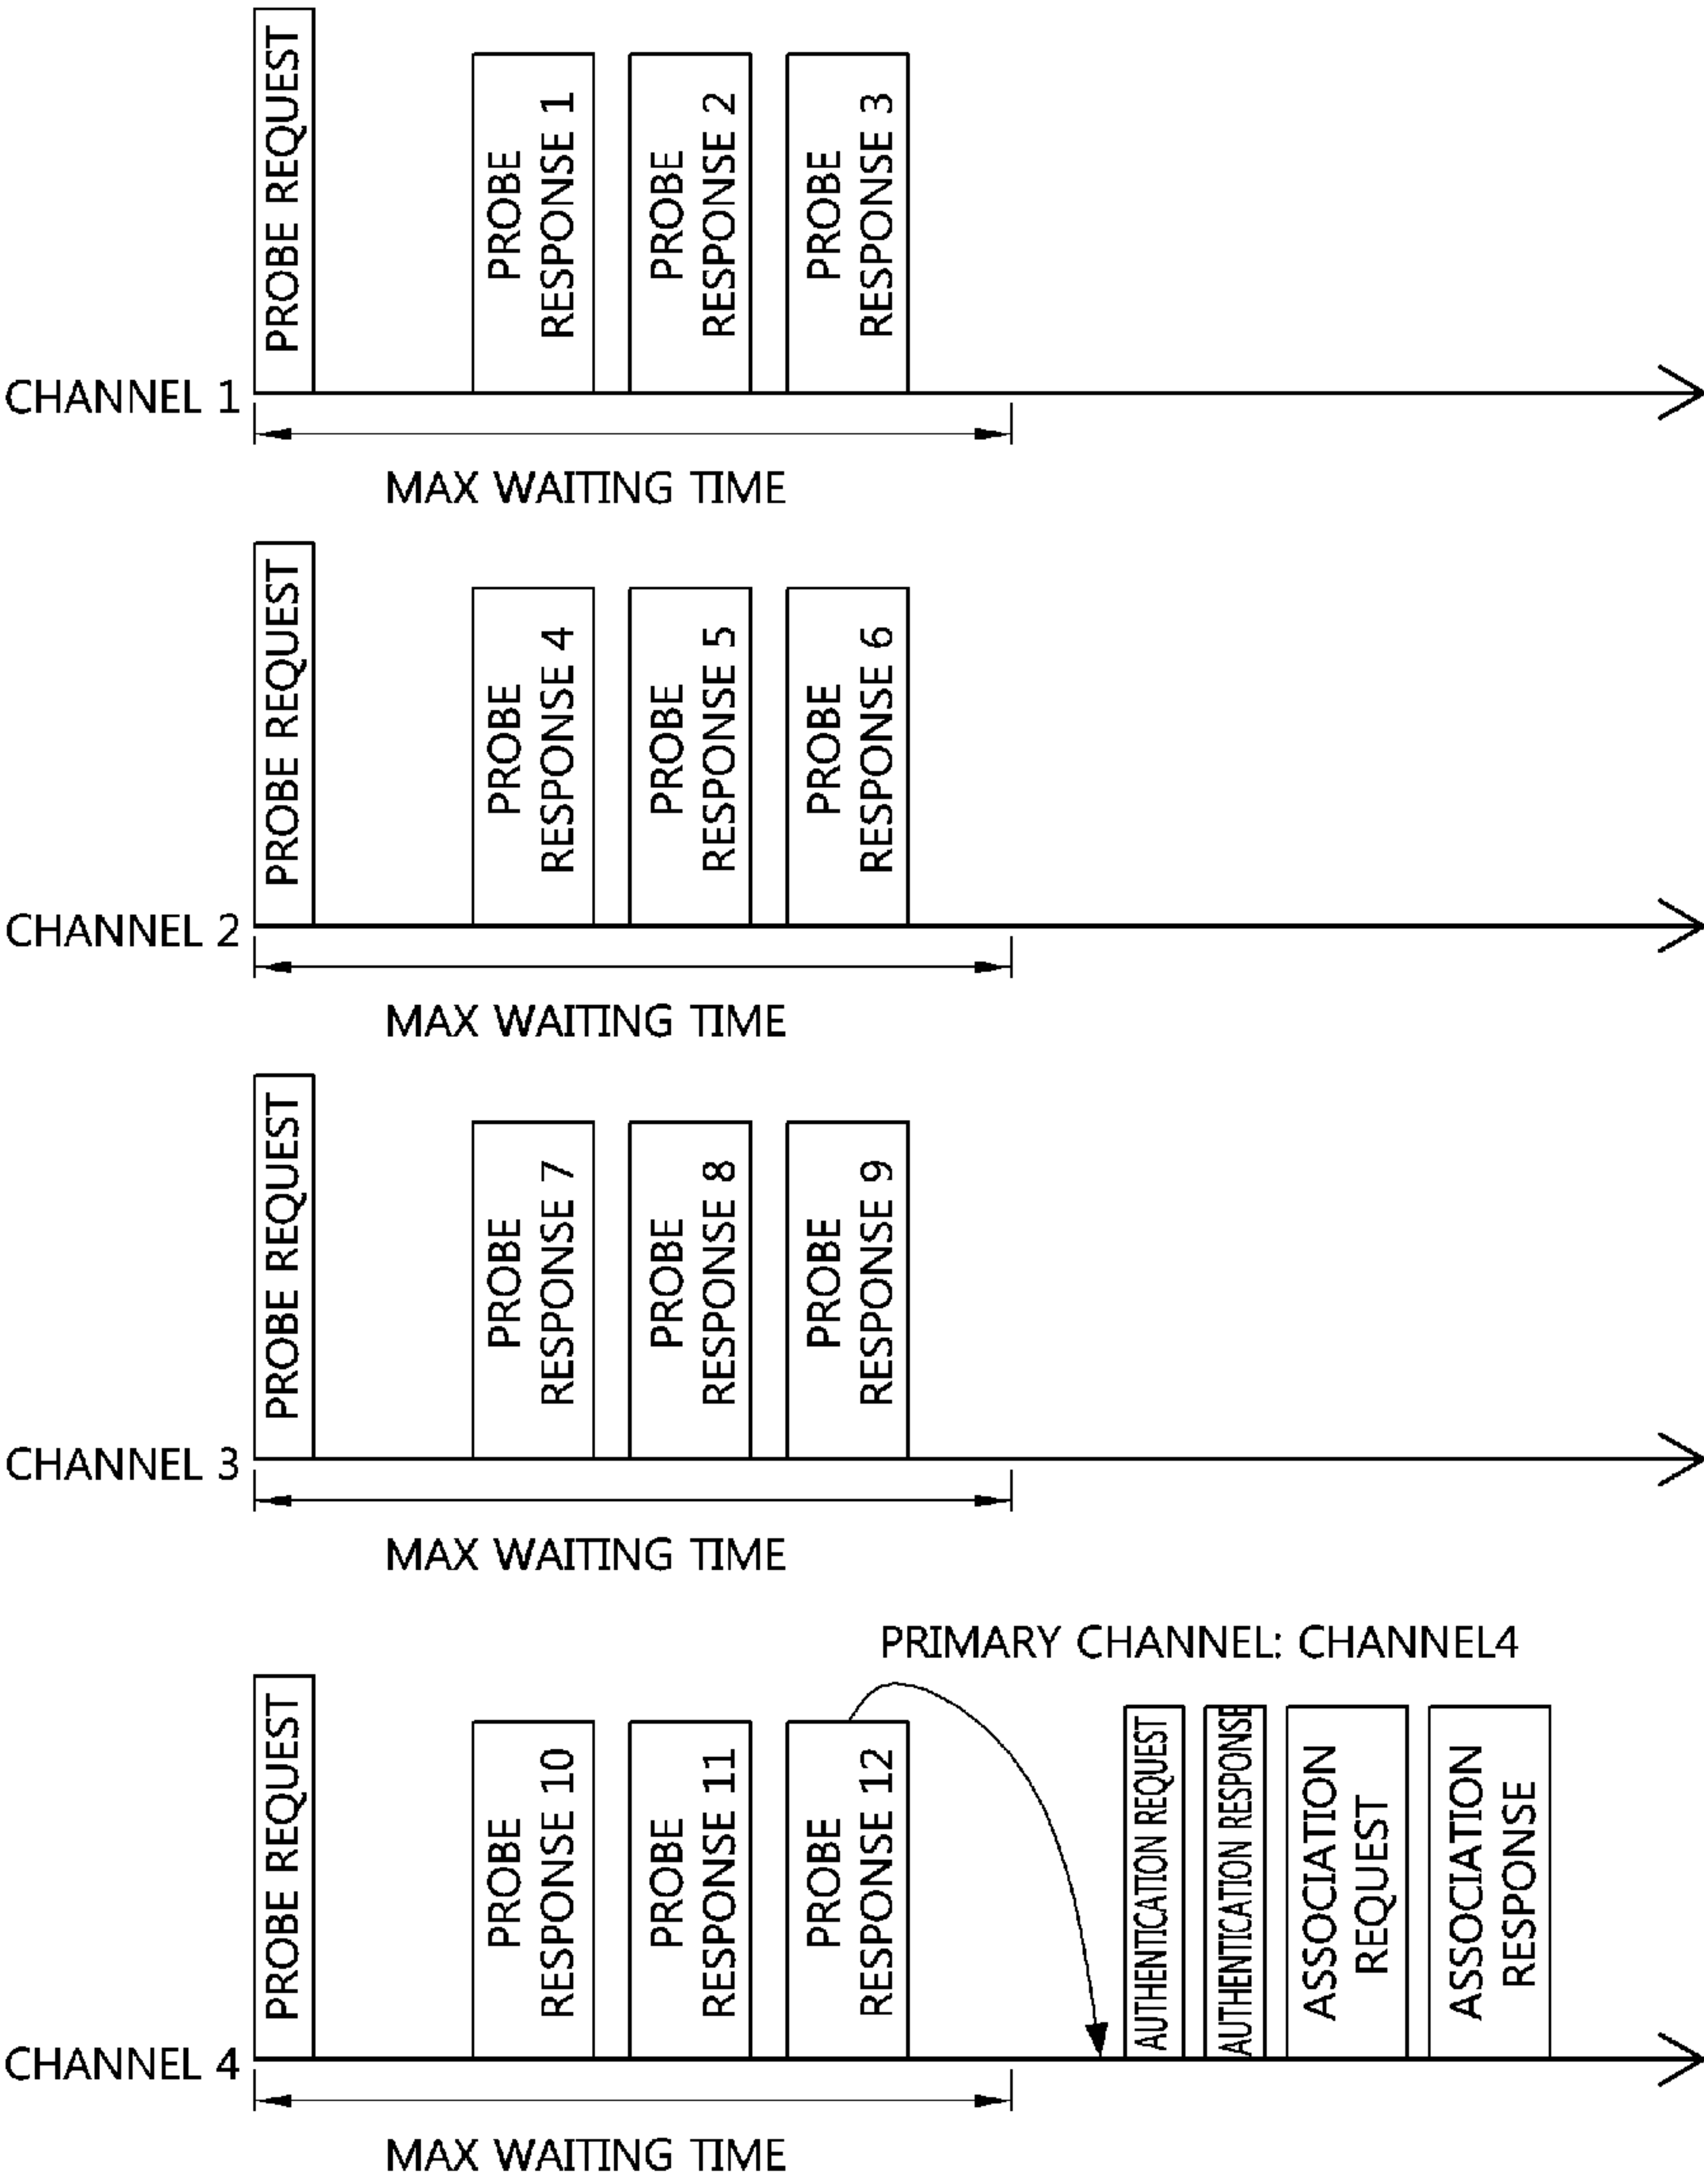 PROBE REQUEST
PROBE
RESPONSE 1
PROBE
RESPONSE 2
PROBE
RESPONSE 3
CHANNEL 1
MAX WAITING TIME
PROBE REQUEST
PROBE
RESPONSE 4
PROBE
RESPONSE 5
PROBE
RESPONSE 6
CHANNEL 2
MAX WAITING TIME
PROBE REQUEST
PROBE
RESPONSE 7
PROBE
RESPONSE 8
PROBE
RESPONSE 9
CHANNEL 3
MAX WAITING TIME
PRIMARY CHANNEL: CHANNEL4
PROBE REQUEST
PROBE
RESPONSE 10
PROBE
RESPONSE 11
PROBE
RESPONSE 12
AUTHENTICATION REQUEST
AUTHENTICATION RESPONSE
ASSOCIATION
REQUEST
ASSOCIATION
RESPONSE
CHANNEL 4
MAX WAITING TIME